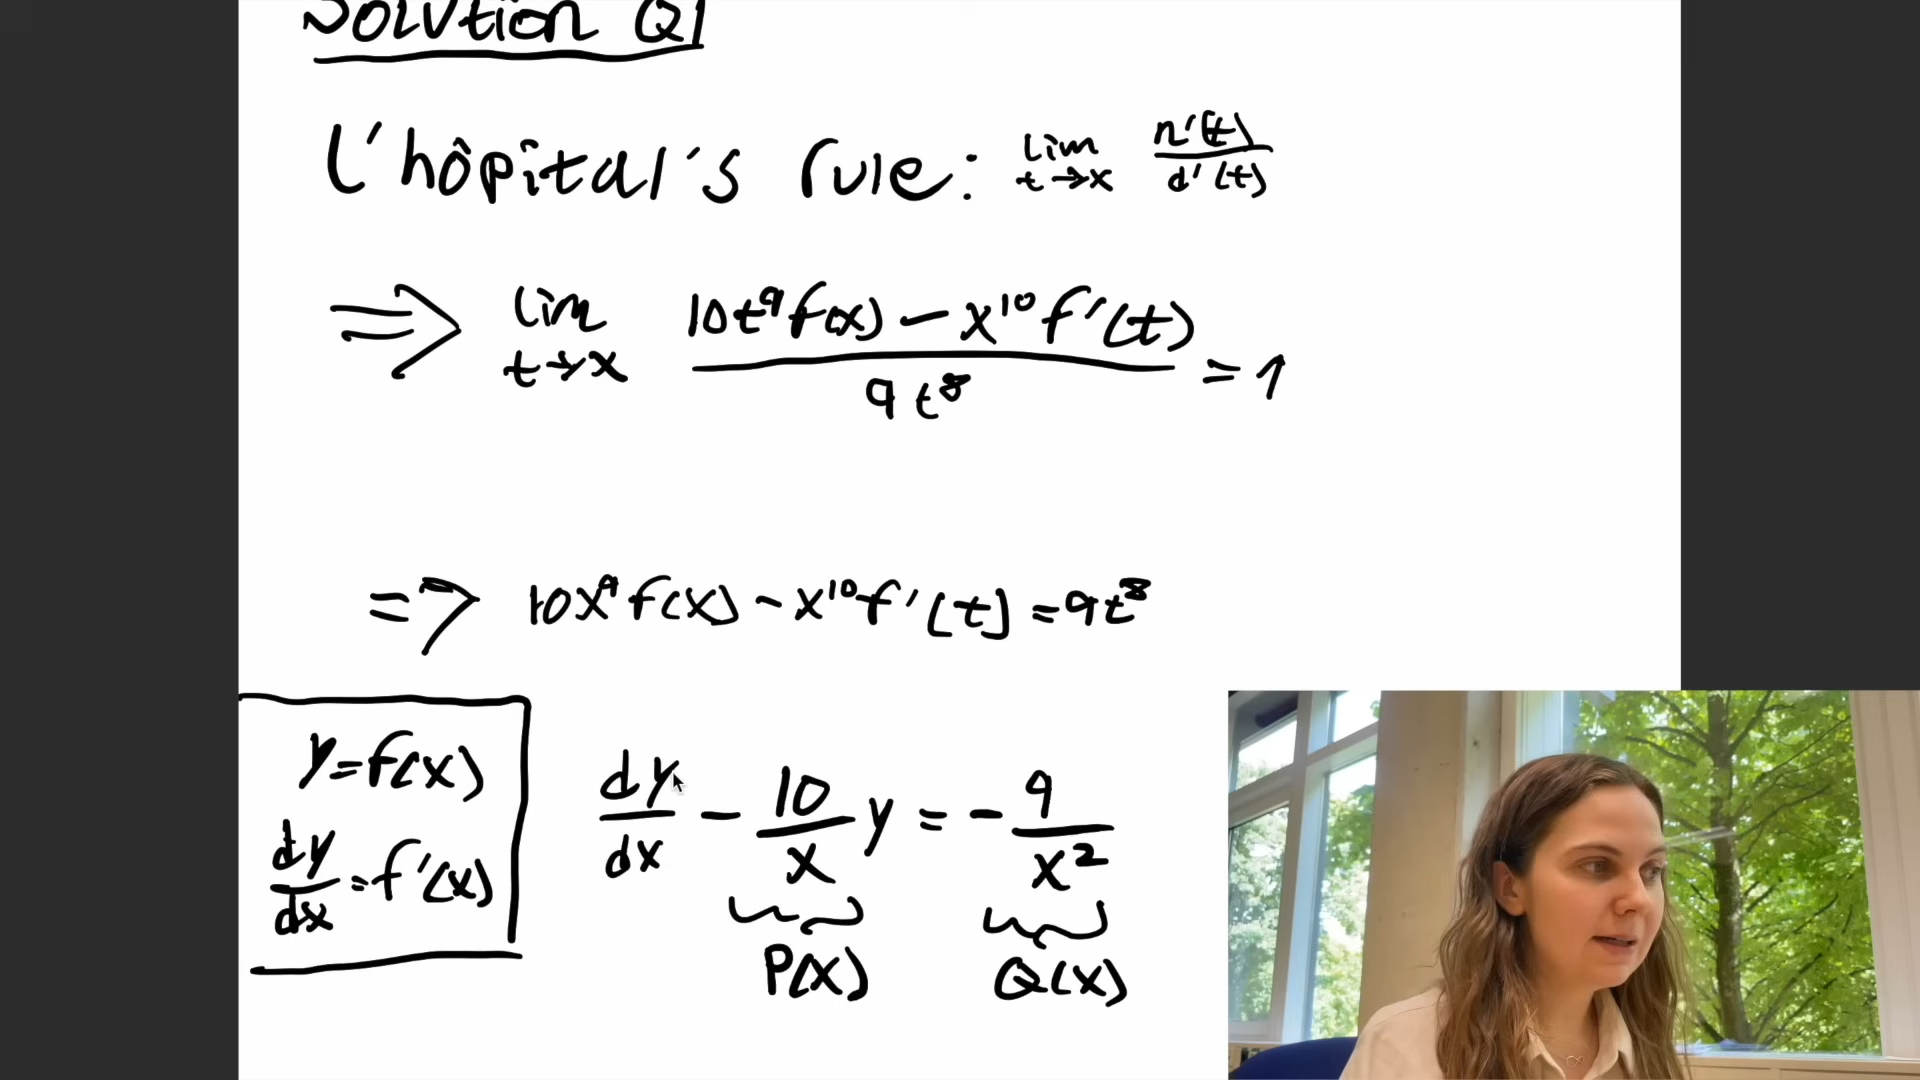 Solution Q1
L'hôpital's rule: lim t→x n'(t)/d'(t)
⇒ lim t→x (10t⁹f(x) - x¹⁰f'(t))/(9t⁸) = 1
=> 10x⁹f(x) - x¹⁰f'(t) = 9t⁸
y=f(x)
dy/dx = f'(x)
dy/dx - 10/x y = - 9/x²
P(x) Q(x)